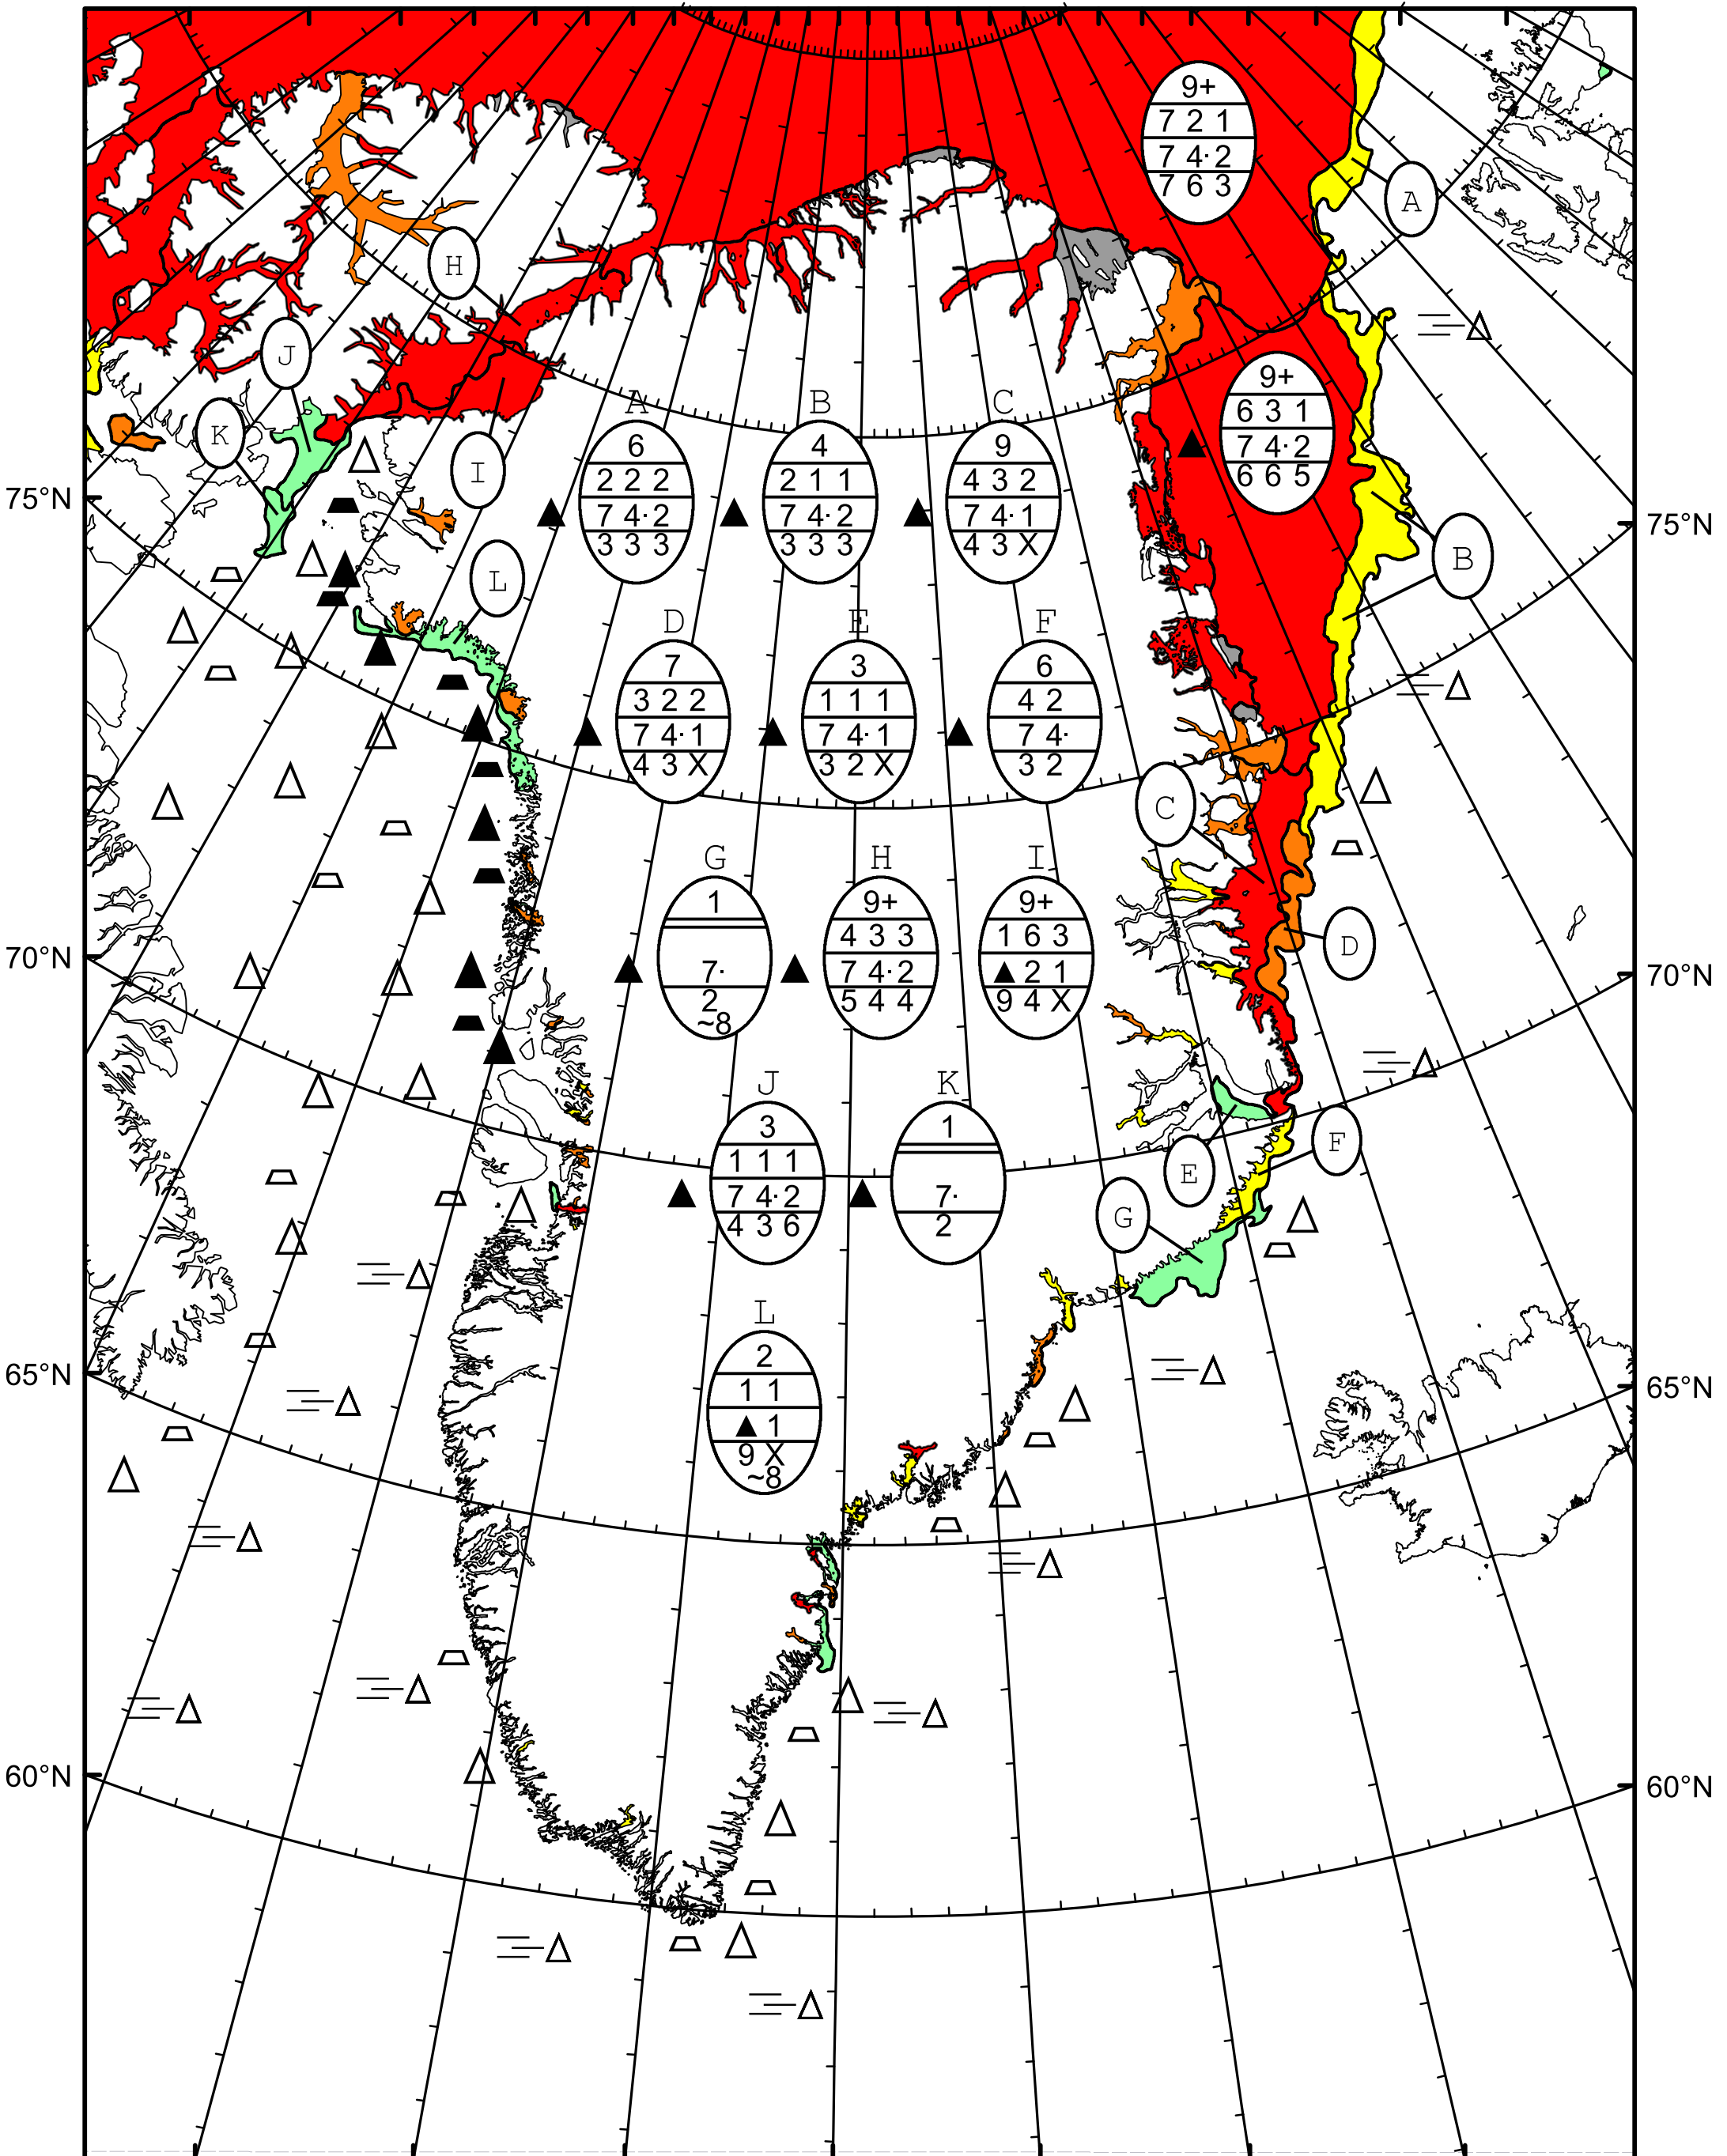 9+
7 2 1
7 4· 2
7 6 3
A
H
J
9+
6 3 1
7 4· 2
6 6 5
K
I
A
6
2 2 2
7 4· 2
3 3 3
B
4
2 1 1
7 4· 2
3 3 3
C
9
4 3 2
7 4· 1
4 3 X
75°N
75°N
B
L
D
7
3 2 2
7 4· 1
4 3 X
E
3
1 1 1
7 4· 1
3 2 X
F
6
4 2
7 4·
3 2
C
G
1
7·
2
~8
H
9+
4 3 3
7 4· 2
5 4 4
I
9+
1 6 3
▲ 2 1
9 4 X
D
70°N
70°N
J
3
1 1 1
7 4· 2
4 3 6
K
1
7·
2
F
E
G
L
2
1 1
▲ 1
9 X
~8
65°N
65°N
60°N
60°N